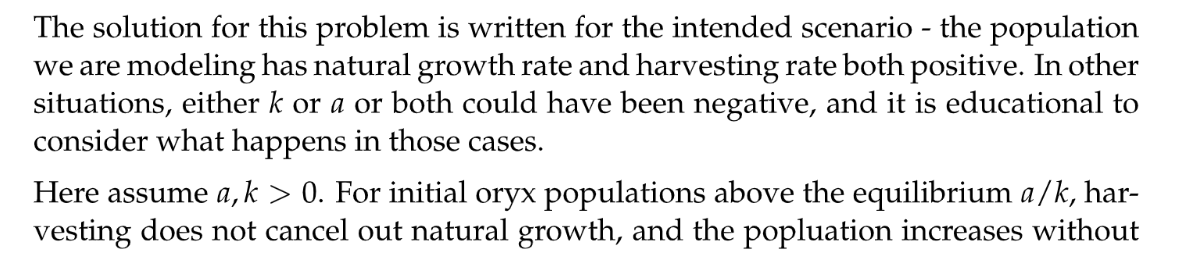 The solution for this problem is written for the intended scenario - the population
we are modeling has natural growth rate and harvesting rate both positive. In other
situations, either k or a or both could have been negative, and it is educational to
consider what happens in those cases.
Here assume a, k > 0. For initial oryx populations above the equilibrium a/k, har-
vesting does not cancel out natural growth, and the popluation increases without